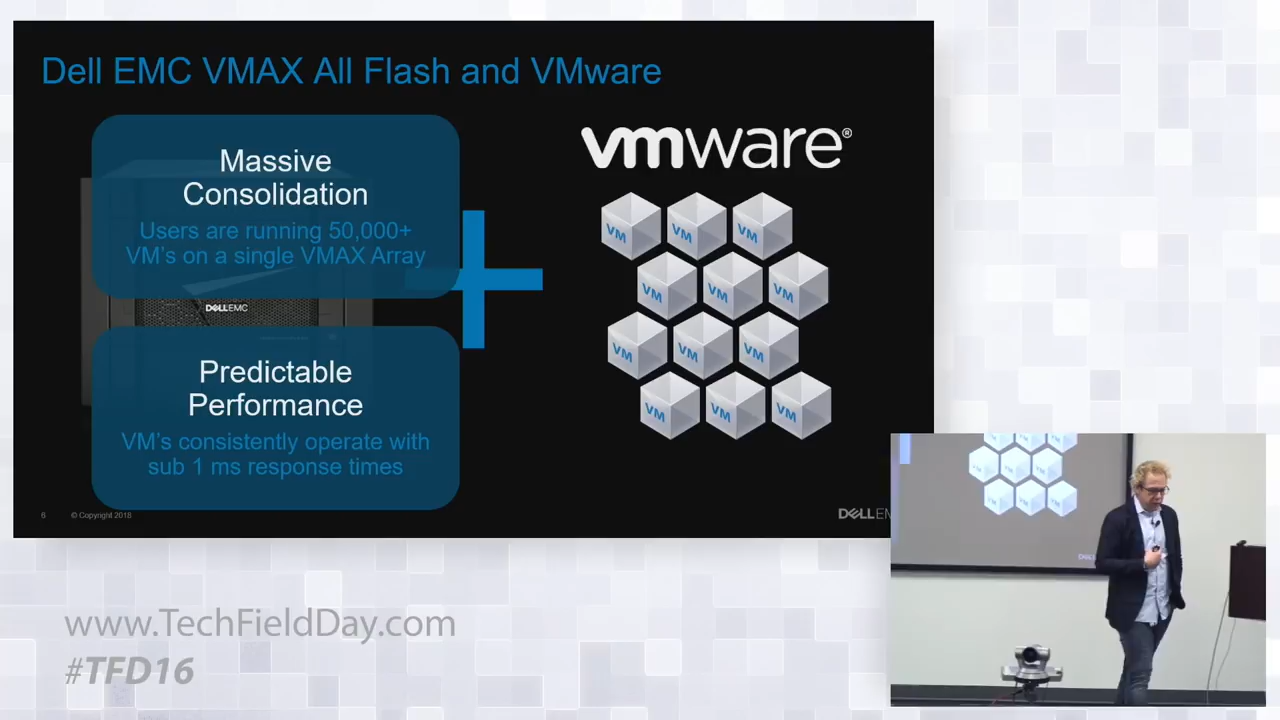 Dell EMC VMAX All Flash and VMware
Massive
Consolidation
Users are running 50,000+
VM's on a single VMAX Array
DELLEMC
Predictable
Performance
VM's consistently operate with
sub 1 ms response times
vmware®
VM VM VM
VM VM VM
VM VM VM
VM VM VM
6 © Copyright 2018
DELLEM
www.TechFieldDay.com
#TFD16